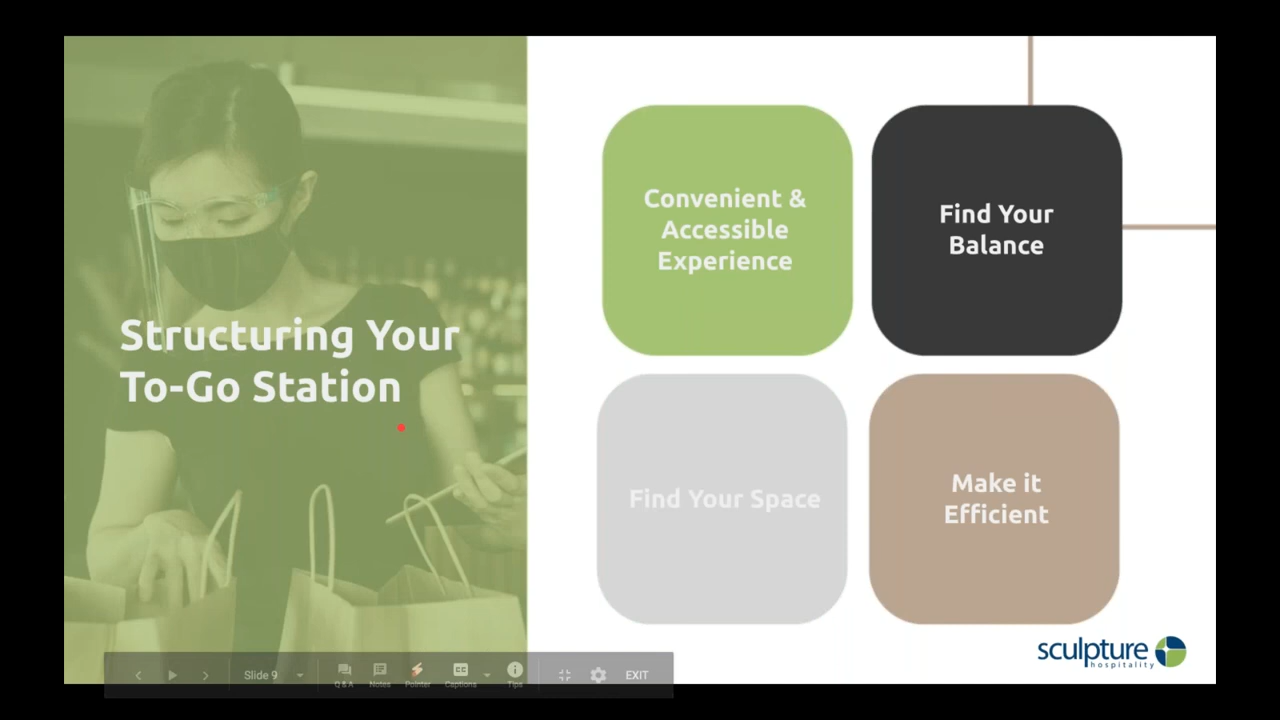 Structuring Your
To-Go Station
Convenient &
Accessible
Experience
Find Your
Balance
Find Your Space
Make it
Efficient
sculpture
hospitality
Slide 9
Q & A
Notes
Pointer
Captions
Tips
EXIT